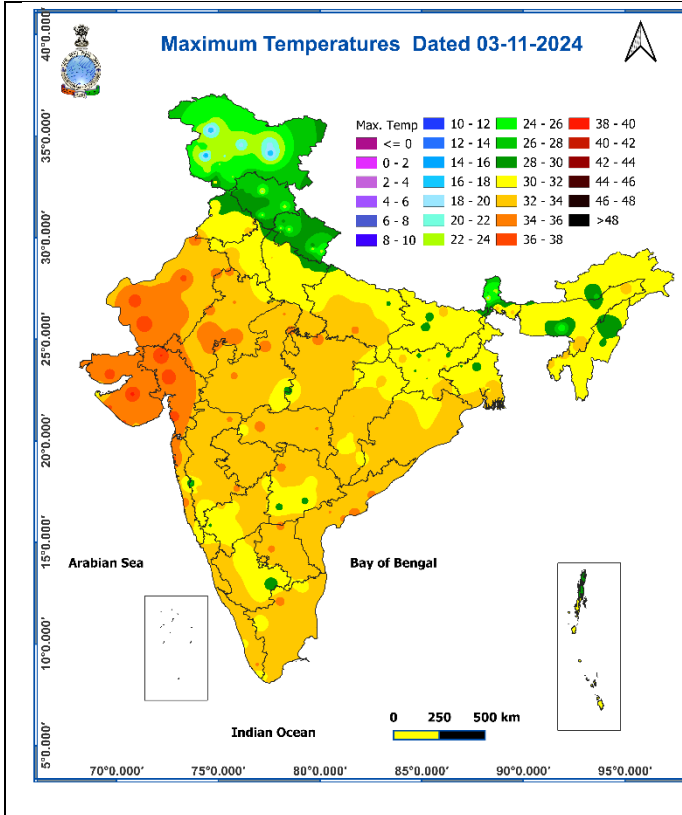 Maximum Temperatures Dated 03-11-2024
Max. Temp
<= 0
0 - 2
2 - 4
4 - 6
6 - 8
8 - 10
10 - 12
12 - 14
14 - 16
16 - 18
18 - 20
20 - 22
22 - 24
24 - 26
26 - 28
28 - 30
30 - 32
32 - 34
34 - 36
36 - 38
38 - 40
40 - 42
42 - 44
44 - 46
46 - 48
>48
40°0.000′
35°0.000′
30°0.000′
25°0.000′
20°0.000′
15°0.000′
10°0.000′
5°0.000′
Arabian Sea
Bay of Bengal
Indian Ocean
0 250 500 km
70°0.000′ 75°0.000′ 80°0.000′ 85°0.000′ 90°0.000′ 95°0.000′